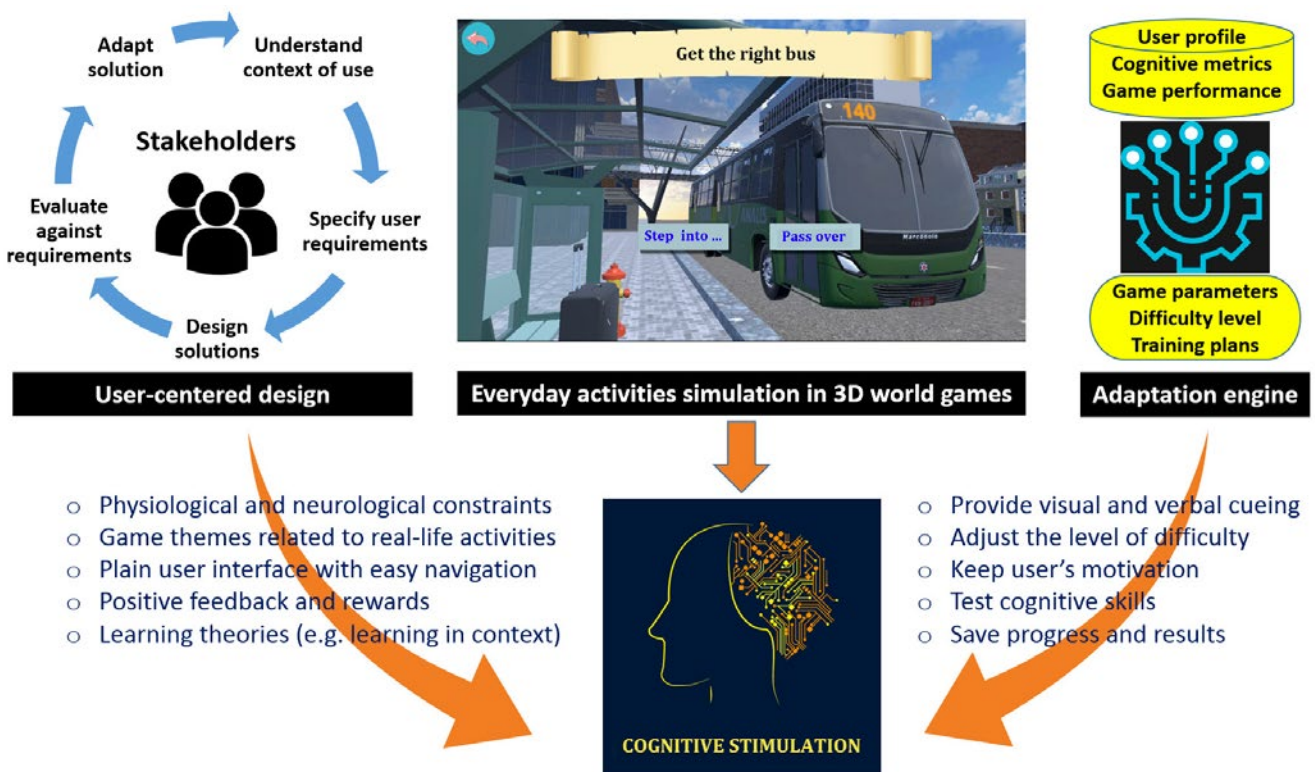 Adapt
solution
Understand
context of use
Stakeholders
Evaluate
against
requirements
Specify user
requirements
Design
solutions
User-centered design
Get the right bus
140
Step into ...
Pass over
Everyday activities simulation in 3D world games
User profile
Cognitive metrics
Game performance
Game parameters
Difficulty level
Training plans
Adaptation engine
o Physiological and neurological constraints
o Game themes related to real-life activities
o Plain user interface with easy navigation
o Positive feedback and rewards
o Learning theories (e.g. learning in context)
COGNITIVE STIMULATION
o Provide visual and verbal cueing
o Adjust the level of difficulty
o Keep user's motivation
o Test cognitive skills
o Save progress and results